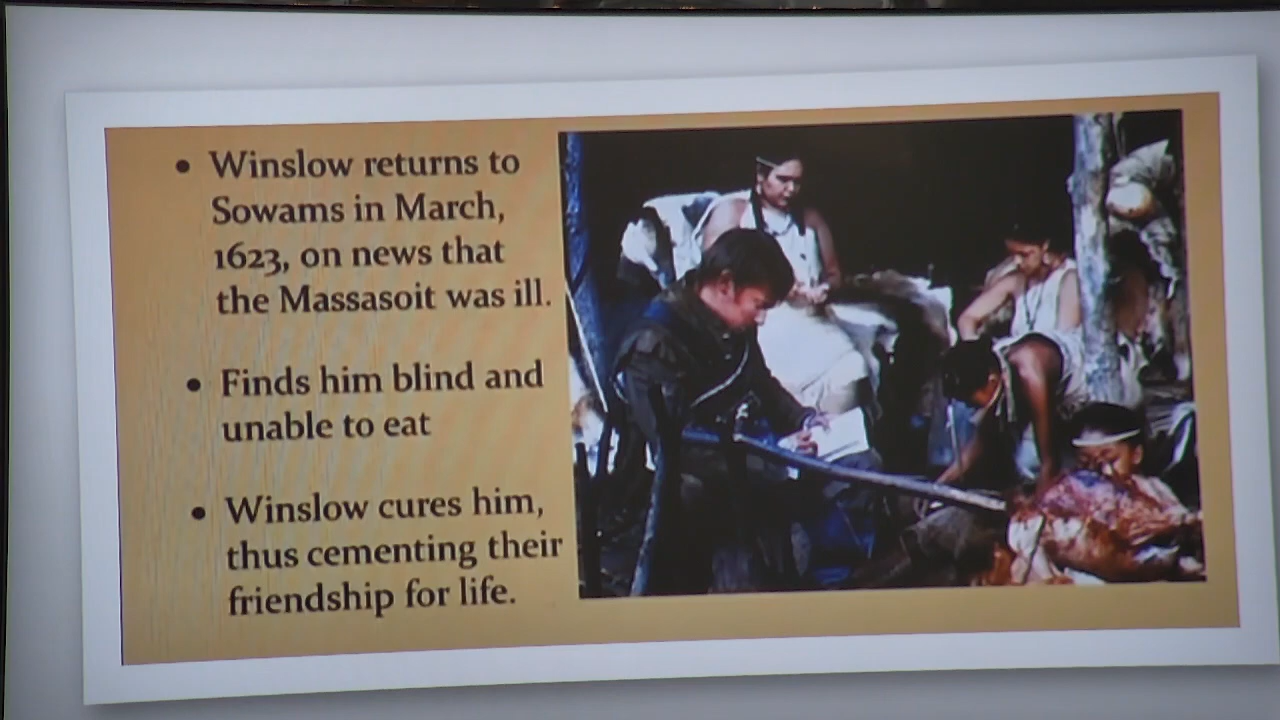 • Winslow returns to
Sowams in March,
1623, on news that
the Massasoit was ill.
• Finds him blind and
unable to eat
• Winslow cures him,
thus cementing their
friendship for life.